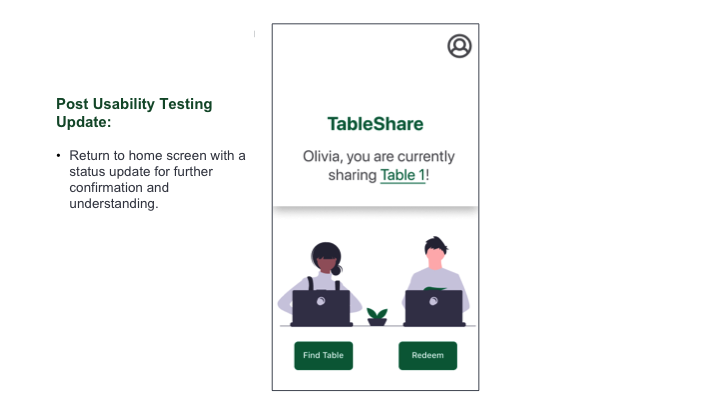 Post Usability Testing
Update:
• Return to home screen with a
status update for further
confirmation and
understanding.
TableShare
Olivia, you are currently
sharing Table 1!
Find Table
Redeem